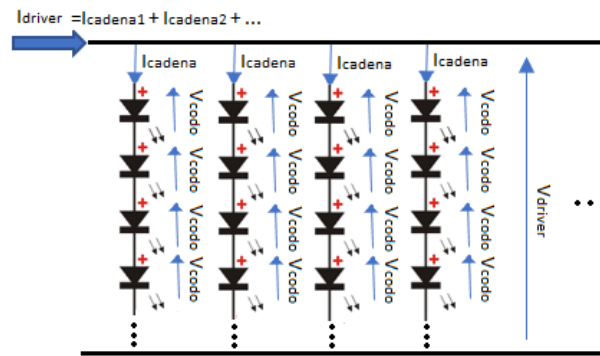 Idriver =Icadena1 + Icadena2 + ...
Icadena Icadena Icadena Icadena
+ + + +
Vcodo Vcodo Vcodo Vcodo
+ + + +
Vcodo Vcodo Vcodo Vcodo
+ + + +
Vcodo Vcodo Vcodo Vcodo
+ + + +
Vcodo Vcodo Vcodo Vcodo
Vdriver